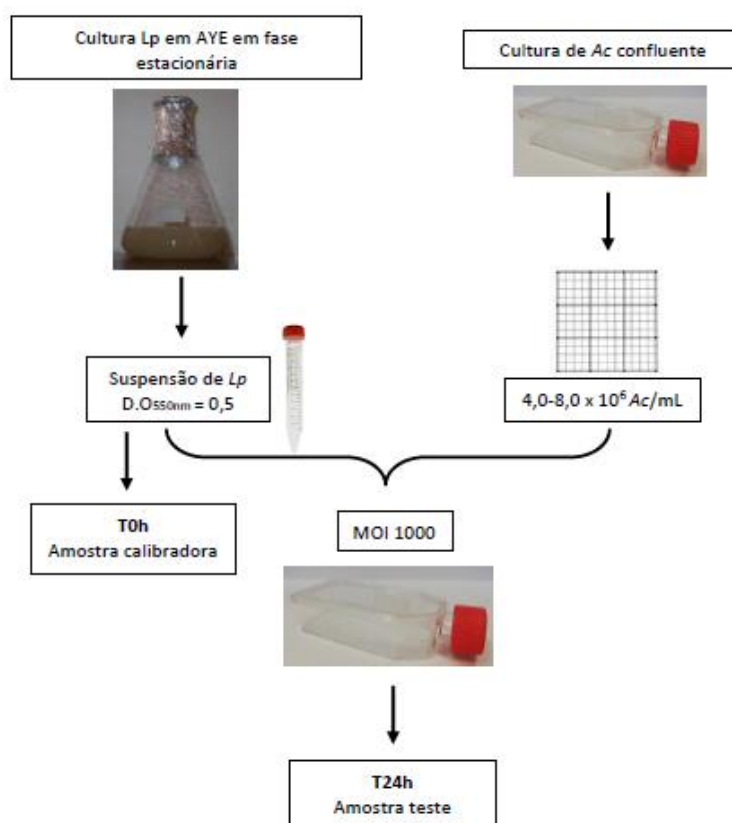 Cultura Lp em AYE em fase
estacionária
Cultura de Ac confluente
Suspensão de Lp
D.O550nm = 0,5
4,0-8,0 x 10⁶ Ac/mL
T0h
Amostra calibradora
MOI 1000
T24h
Amostra teste